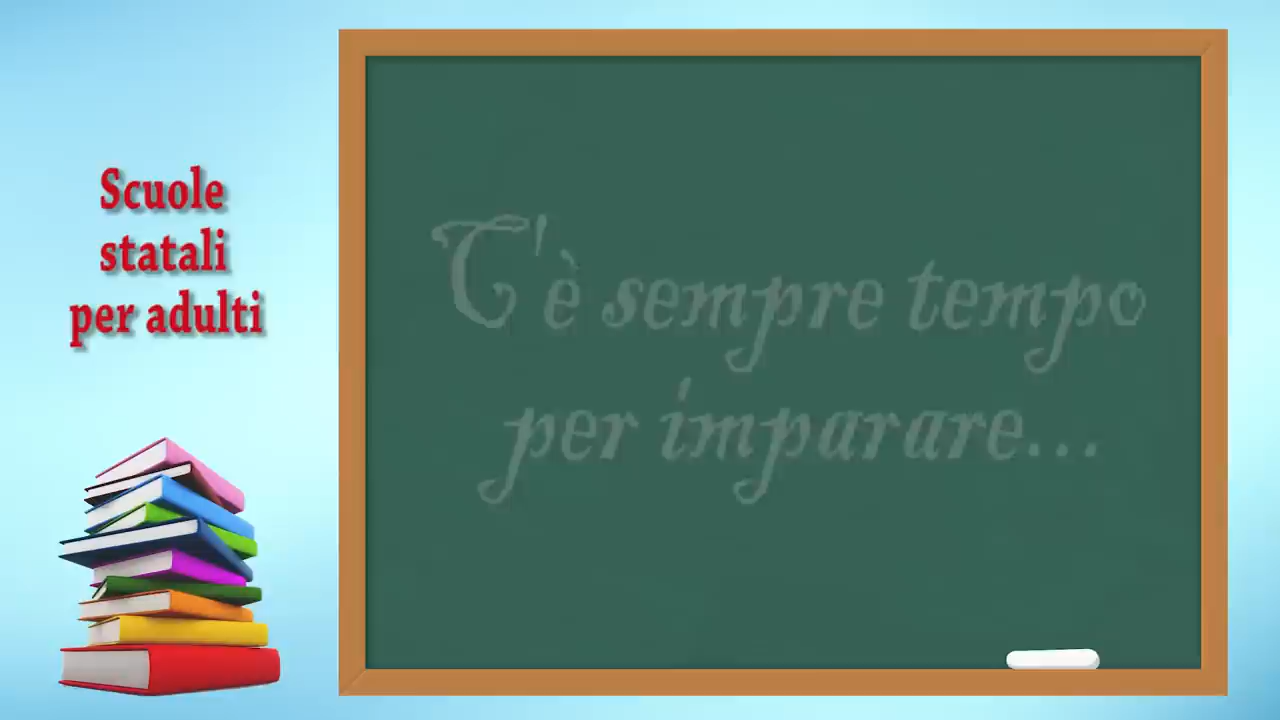 Scuole
statali
per adulti
C'è sempre tempo
per imparare...